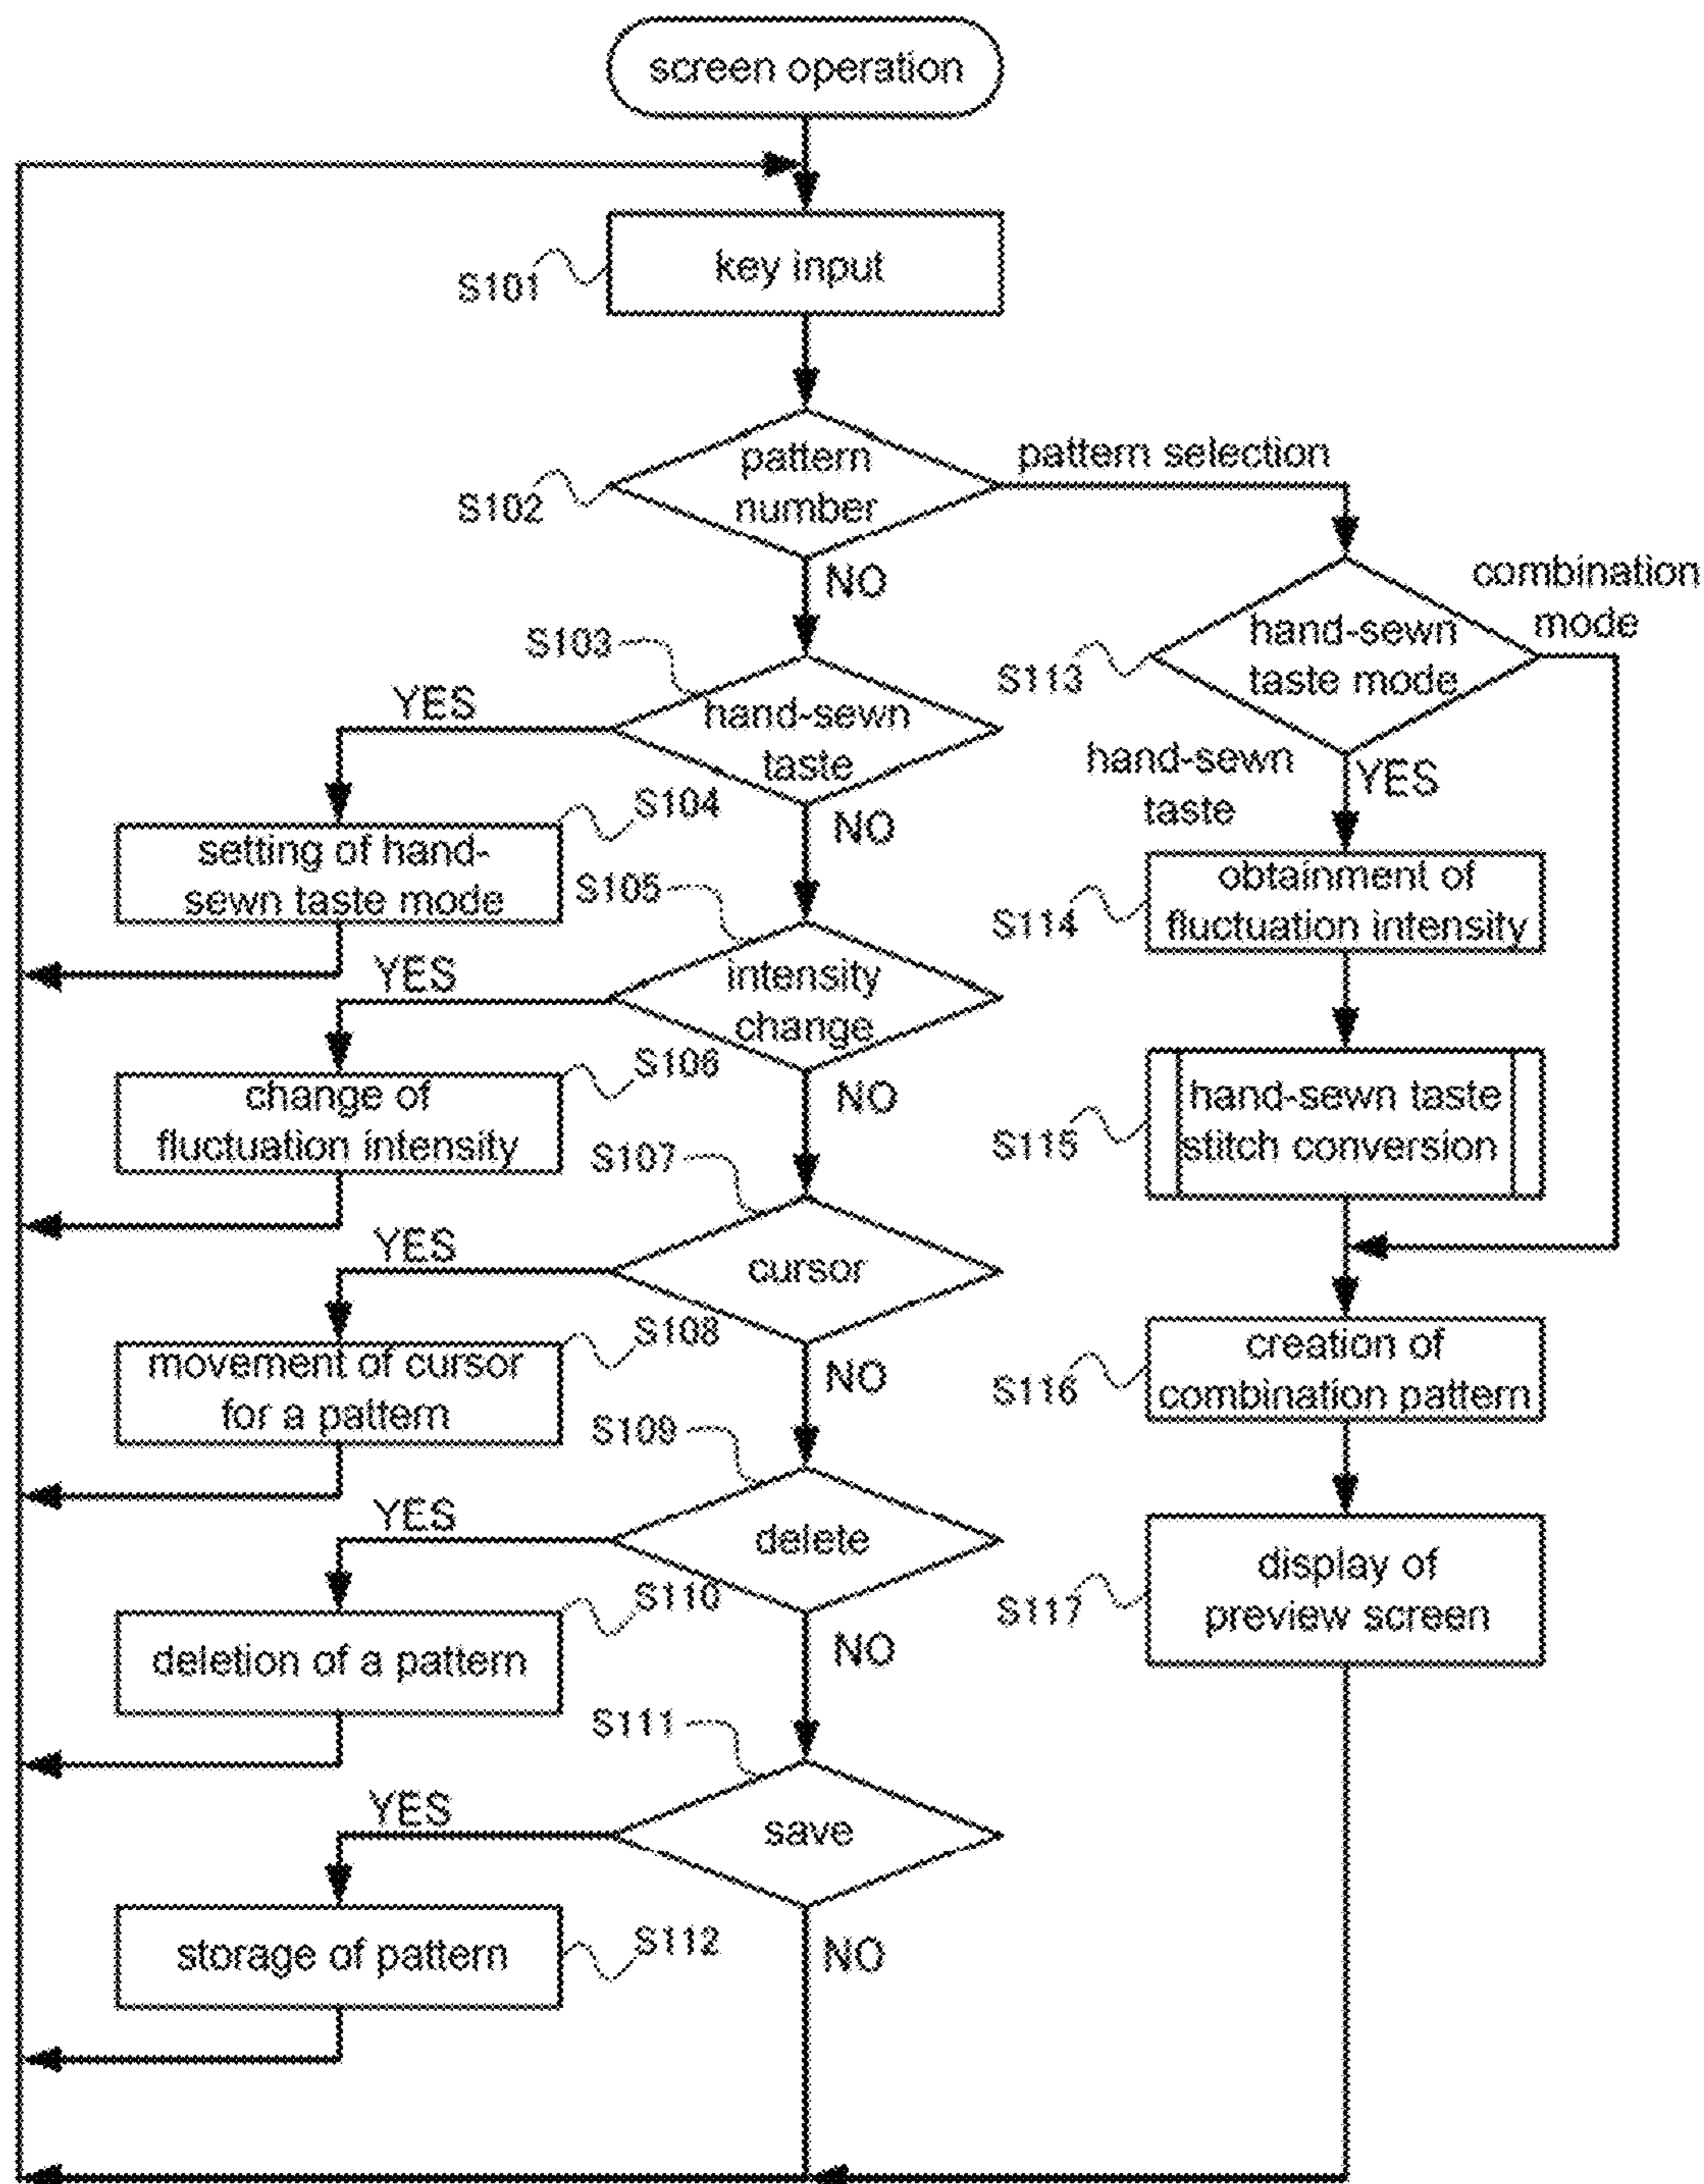 screen operation
key input
S101
pattern
number
S102
pattern selection
NO
combination
mode
S103
hand-sewn
taste
YES
hand-sewn
taste mode
S113
hand-sewn
taste
YES
NO
S104
setting of hand-
sewn taste mode
S105
obtainment of
fluctuation intensity
S114
YES
intensity
change
S106
NO
change of
fluctuation intensity
hand-sewn taste
stitch conversion
S115
S107
YES
cursor
S108
NO
movement of cursor
for a pattern
creation of
combination pattern
S116
S109
YES
delete
S110
NO
deletion of a pattern
display of
preview screen
S117
S111
YES
save
storage of pattern
S112
NO